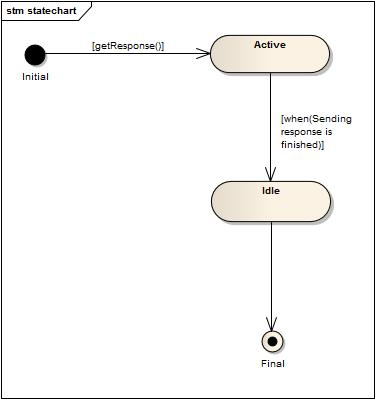 stm statechart
Active
[getResponse()]
Initial
[when(Sending
response is
finished)]
Idle
Final